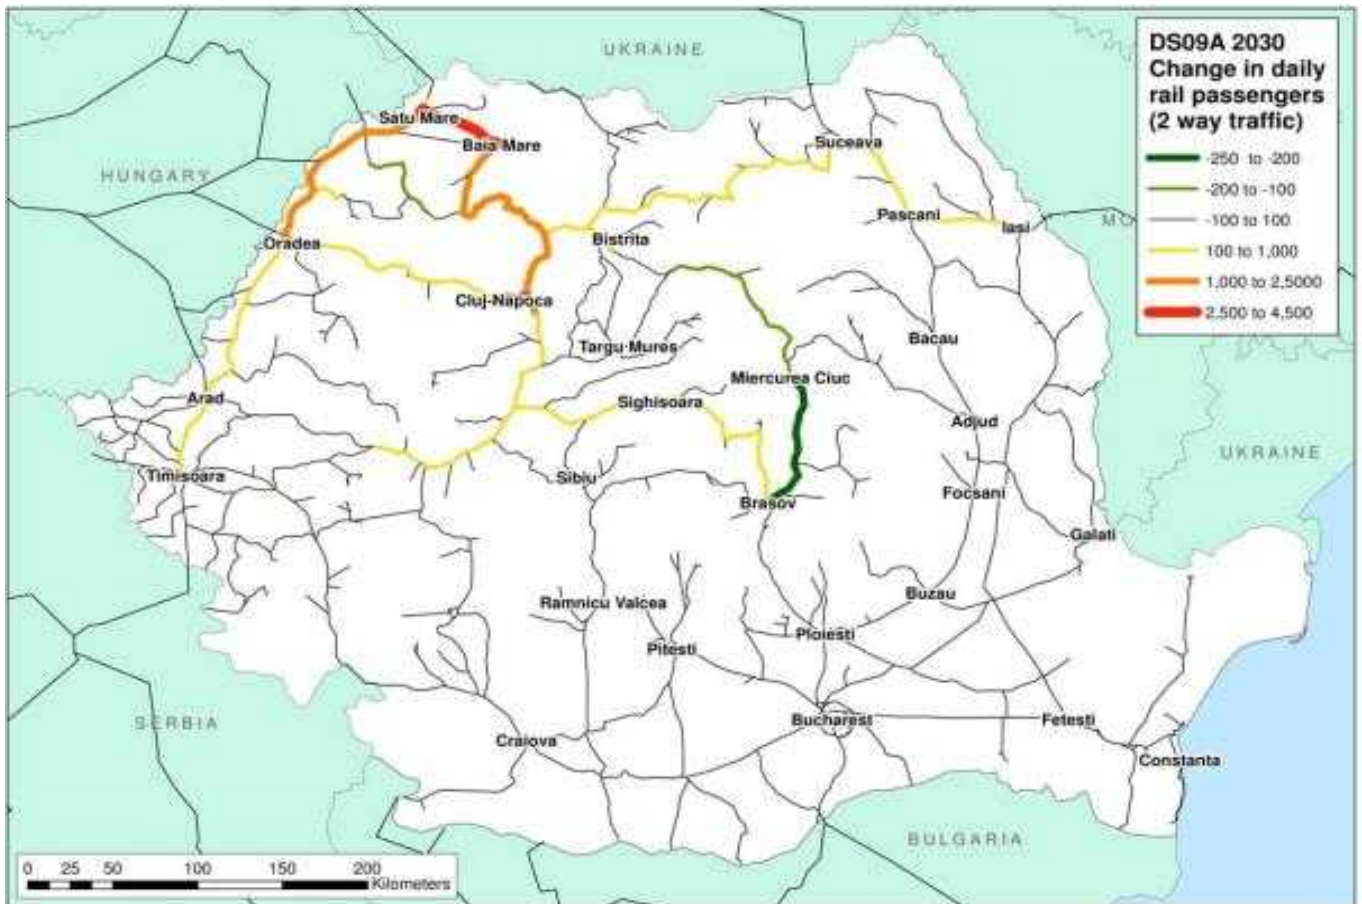 UKRAINE
DS09A 2030
Change in daily
rail passengers
(2 way traffic)
-250 to -200
-200 to -100
-100 to 100
100 to 1,000
1,000 to 2,5000
2,500 to 4,500
Satu Mare
Baia Mare
Suceava
HUNGARY
Pascani
Iasi
MO
Oradea
Bistrita
Cluj-Napoca
Bacau
Targu-Mures
Miercurea Ciuc
Arad
Sighisoara
Adjud
UKRAINE
Timisoara
Sibiu
Focsani
Brasov
Galati
Buzau
Ramnicu Valcea
Ploiesti
Pitesti
SERBIA
Bucharest
Fetesti
Craiova
Constanta
BULGARIA
0 25 50 100 150 200
Kilometers